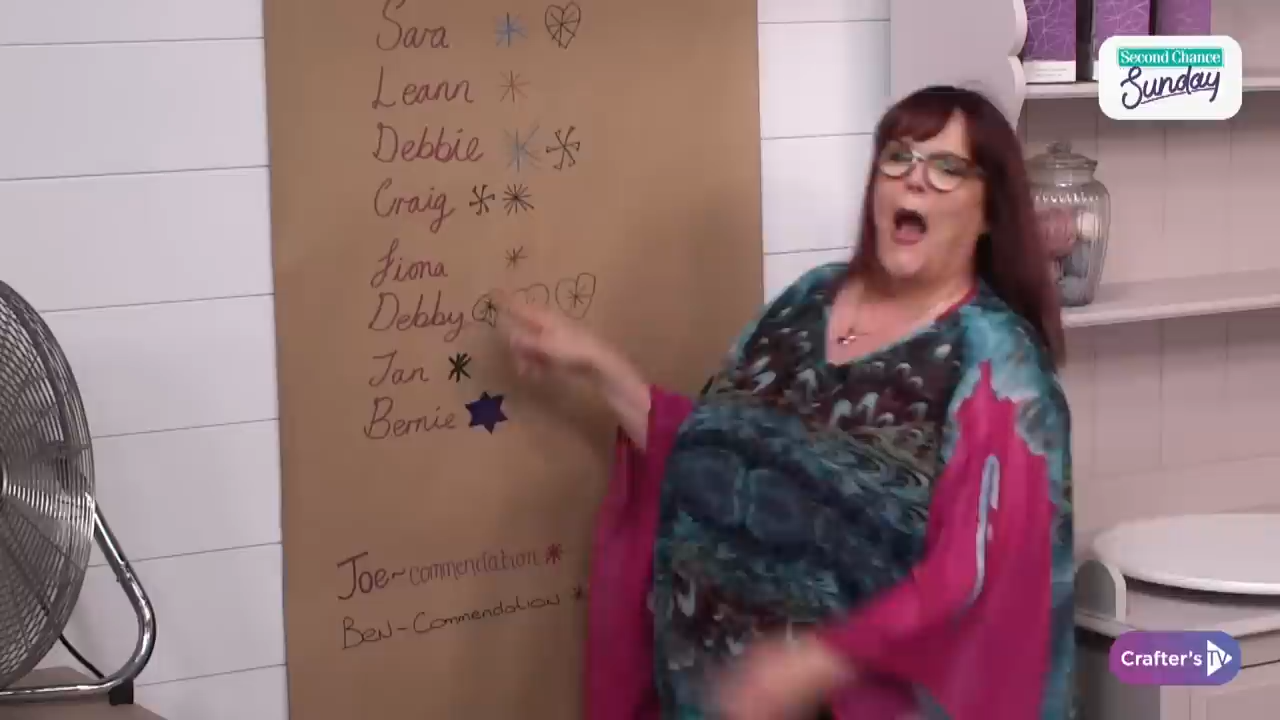 Sara
Second Chance
Sunday
Leann
Debbie
Craig
Fiona
Debby
Jan
Bernie
Joe~commendation
Ben-Commendation
Crafter's TV